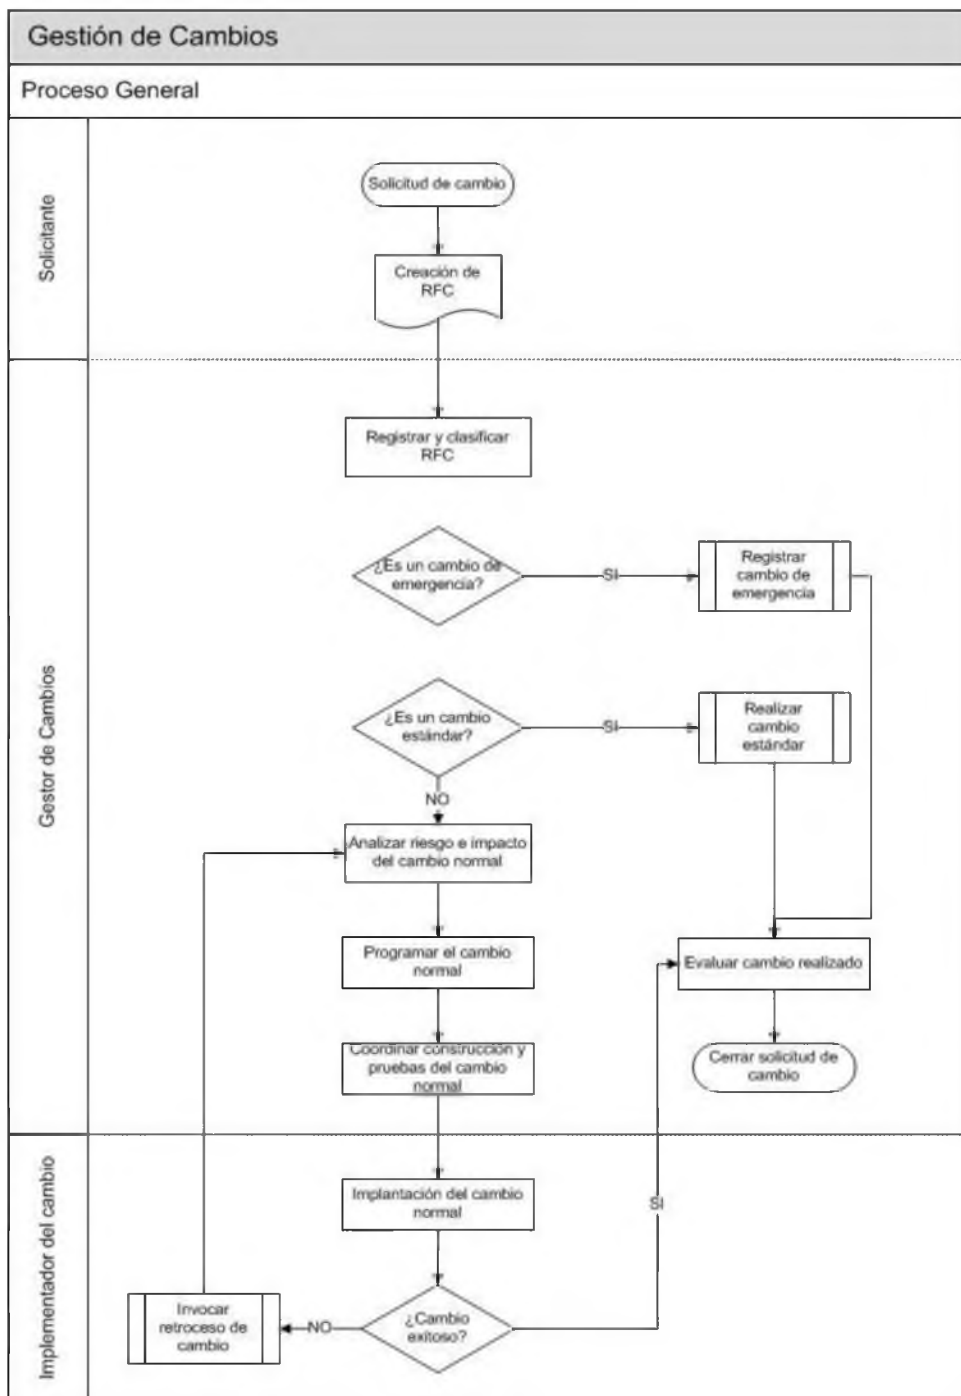 Gestión de Cambios
Proceso General
Solicitante
Solicitud de cambio
Creación de
RFC
Gestor de Cambios
Registrar y clasificar
RFC
¿Es un cambio de
emergencia?
SI
Registrar
cambio de
emergencia
¿Es un cambio
estándar?
SI
Realizar
cambio
estándar
NO
Analizar riesgo e impacto
del cambio normal
Programar el cambio
normal
Evaluar cambio realizado
Coordinar construcción y
pruebas del cambio
normal
Cerrar solicitud de
cambio
Implementador del cambio
Implantación del cambio
normal
SI
¿Cambio
exitoso?
NO
Invocar
retroceso de
cambio